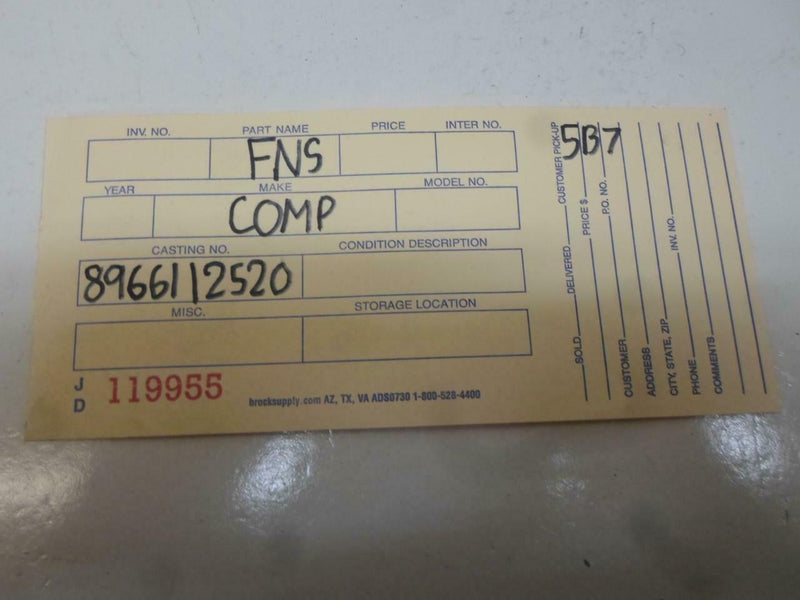 INV. NO. PART NAME PRICE INTER NO.
FNS
YEAR MAKE MODEL NO.
COMP
CASTING NO. CONDITION DESCRIPTION
8966112520
MISC. STORAGE LOCATION
J
D
119955
brocksupply.com AZ, TX, VA ADS0730 1-800-528-4400
5B7
SOLD DELIVERED CUSTOMER PICK-UP
PRICE $
P.O. NO.
CUSTOMER
ADDRESS
CITY, STATE, ZIP INV. NO.
PHONE
COMMENTS